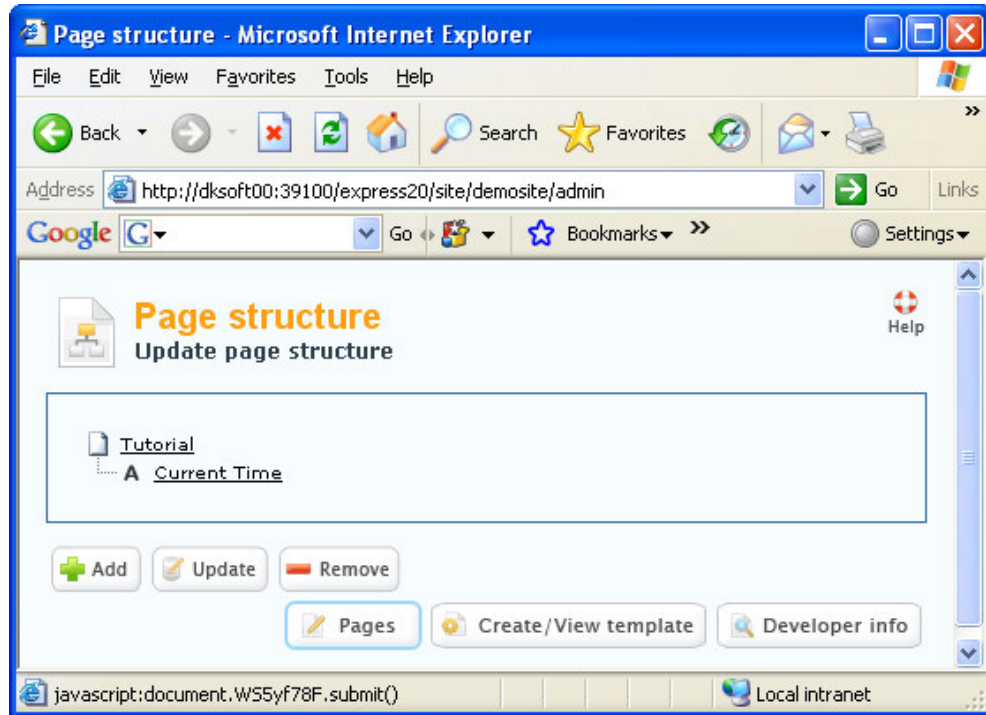 Page structure - Microsoft Internet Explorer
File Edit View Favorites Tools Help
Back Search Favorites »
Address http://dksoft00:39100/express20/site/demosite/admin Go Links
Google G Go Bookmarks » Settings
Page structure
Help
Update page structure
Tutorial
A Current Time
Add Update Remove
Pages Create/View template Developer info
javascript:document.WS5yf78F.submit() Local intranet